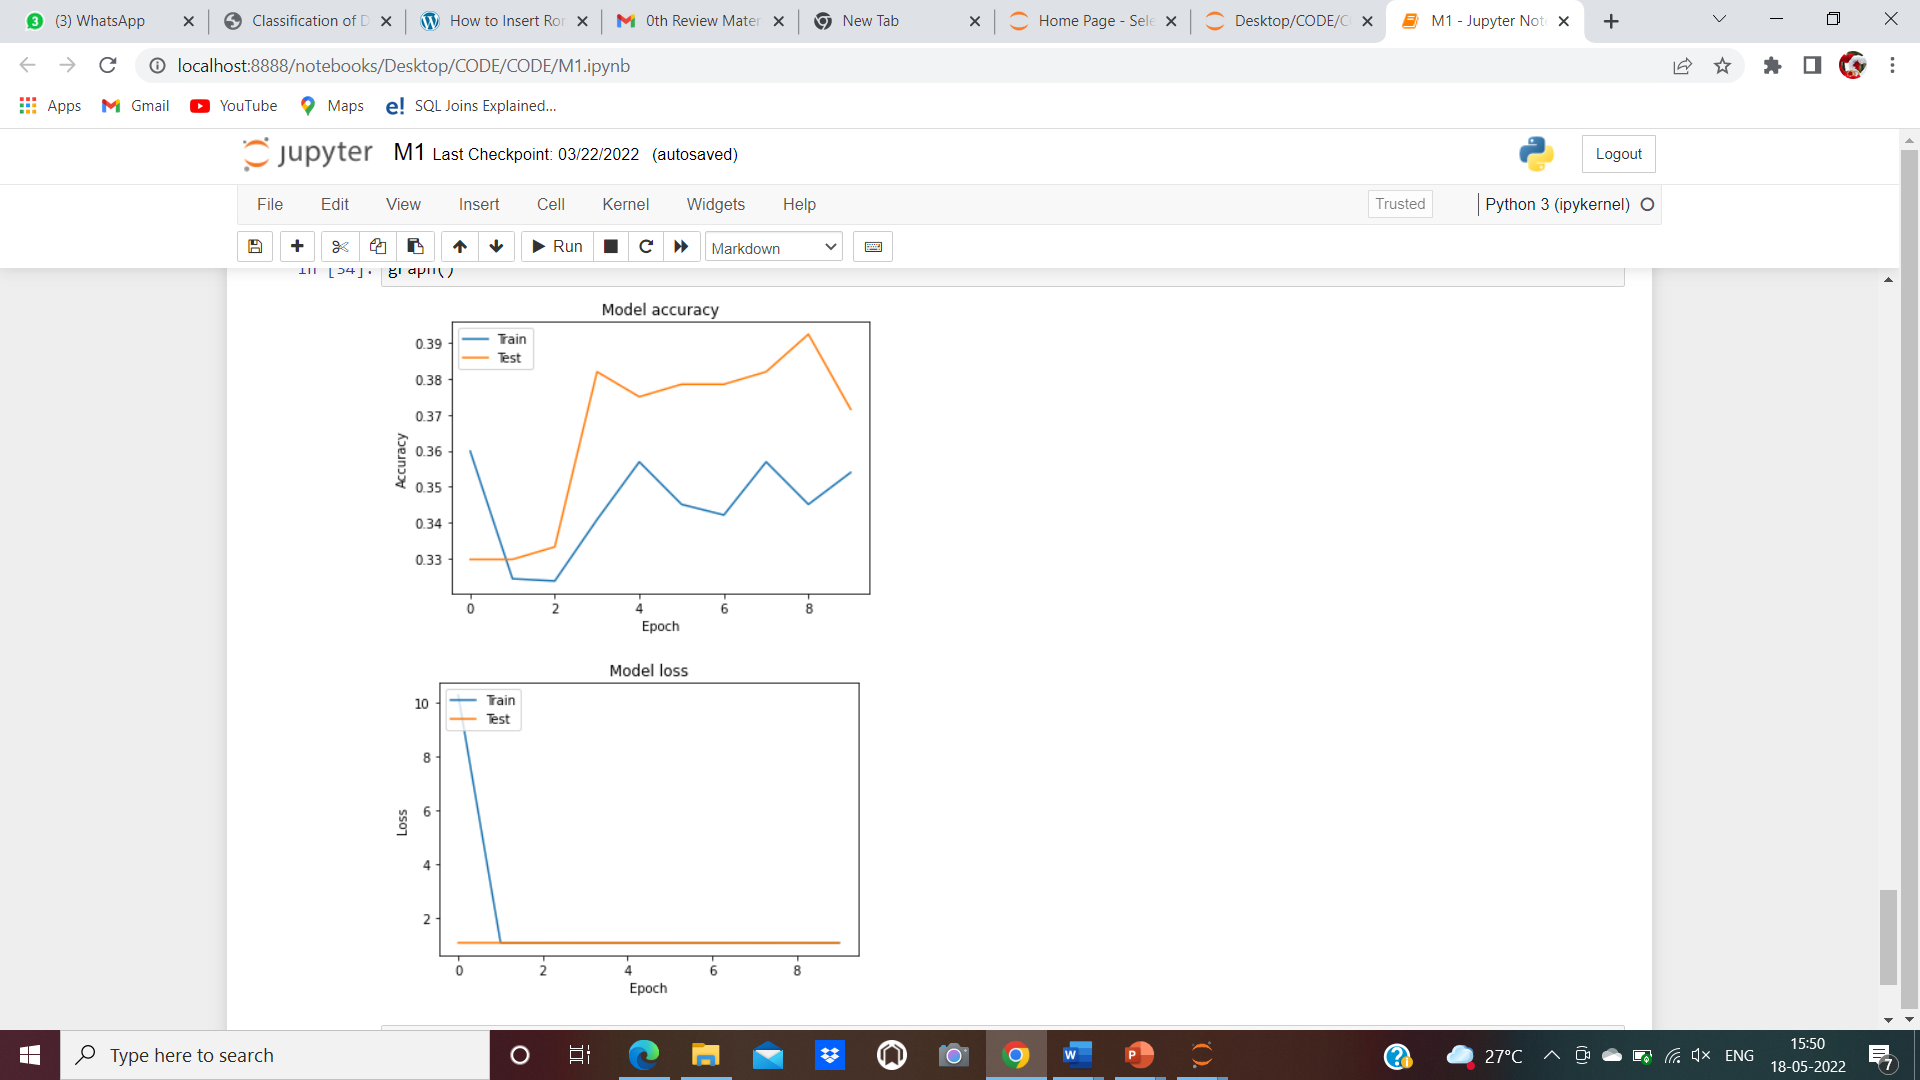 3 (3) WhatsApp
Classification of D
How to Insert Ror
0th Review Mater
New Tab
Home Page - Sele
Desktop/CODE/C
M1 - Jupyter Not
localhost:8888/notebooks/Desktop/CODE/CODE/M1.ipynb
Apps Gmail YouTube Maps e! SQL Joins Explained...
jupyter M1 Last Checkpoint: 03/22/2022 (autosaved) Logout
File Edit View Insert Cell Kernel Widgets Help Trusted Python 3 (ipykernel)
Run Markdown
In [34]: graph()
Model accuracy
Train
Test
0.39
0.38
0.37
0.36
0.35
0.34
0.33
Accuracy
0 2 4 6 8
Epoch
Model loss
Train
Test
10
8
6
4
2
Loss
0 2 4 6 8
Epoch
Type here to search
W P ? 27°C ENG
15:50
18-05-2022
7